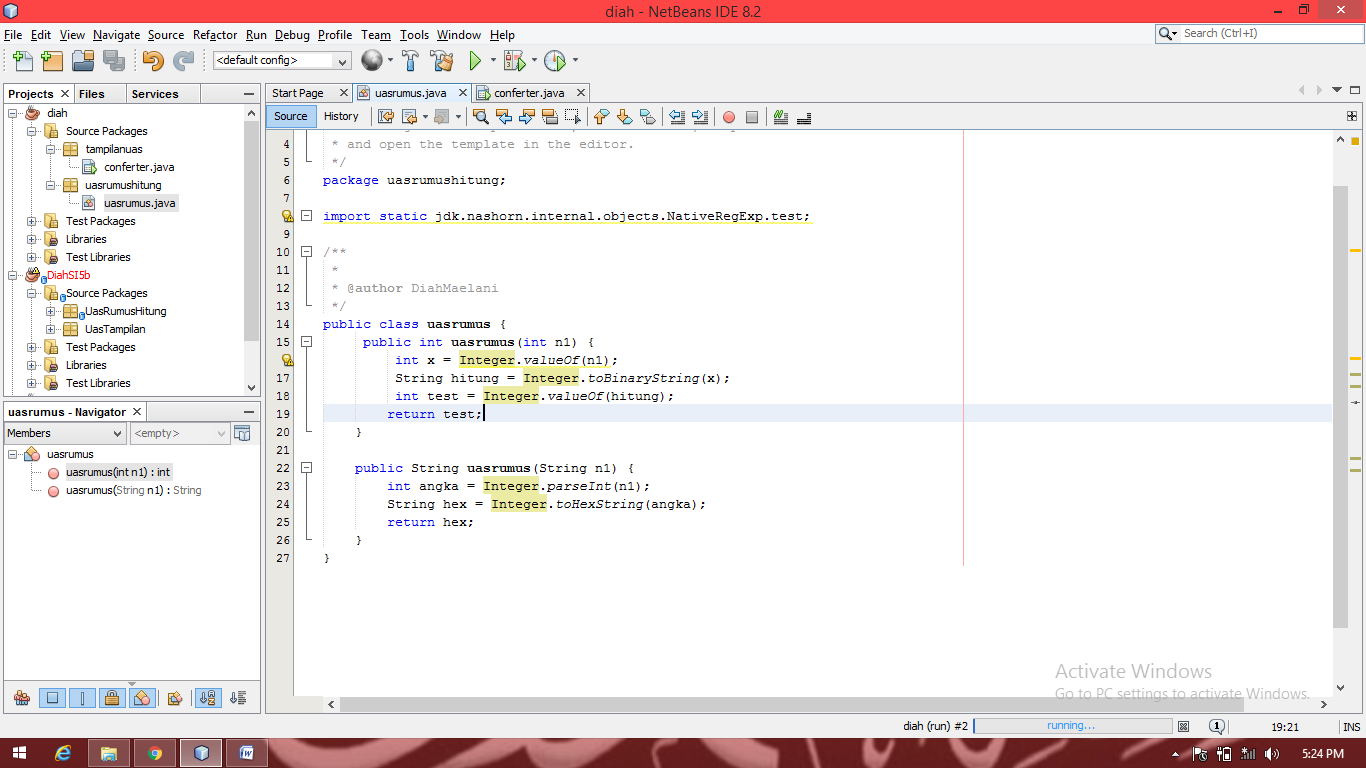 diah - NetBeans IDE 8.2
File Edit View Navigate Source Refactor Run Debug Profile Team Tools Window Help
Search (Ctrl+I)
<default config>
Projects Files Services
Start Page uasrumus.java conferter.java
Source History
diah
Source Packages
tampilanuas
conferter.java
uasrumushitung
uasrumus.java
Test Packages
Libraries
Test Libraries
DiahSI5b
Source Packages
UasRumusHitung
UasTampilan
Test Packages
Libraries
Test Libraries
uasrumus - Navigator
Members <empty>
uasrumus
uasrumus(int n1) : int
uasrumus(String n1) : String
4 * and open the template in the editor.
5 */
6 package uasrumushitung;
7
import static jdk.nashorn.internal.objects.NativeRegExp.test;
9
10 /**
11 *
12 * @author DiahMaelani
13 */
14 public class uasrumus {
15 public int uasrumus(int n1) {
int x = Integer.valueOf(n1);
17 String hitung = Integer.toBinaryString(x);
18 int test = Integer.valueOf(hitung);
19 return test;
20 }
21
22 public String uasrumus(String n1) {
23 int angka = Integer.parseInt(n1);
24 String hex = Integer.toHexString(angka);
25 return hex;
26 }
27 }
Activate Windows
Go to PC settings to activate Windows.
diah (run) #2 running... 1 19:21 INS
5:24 PM